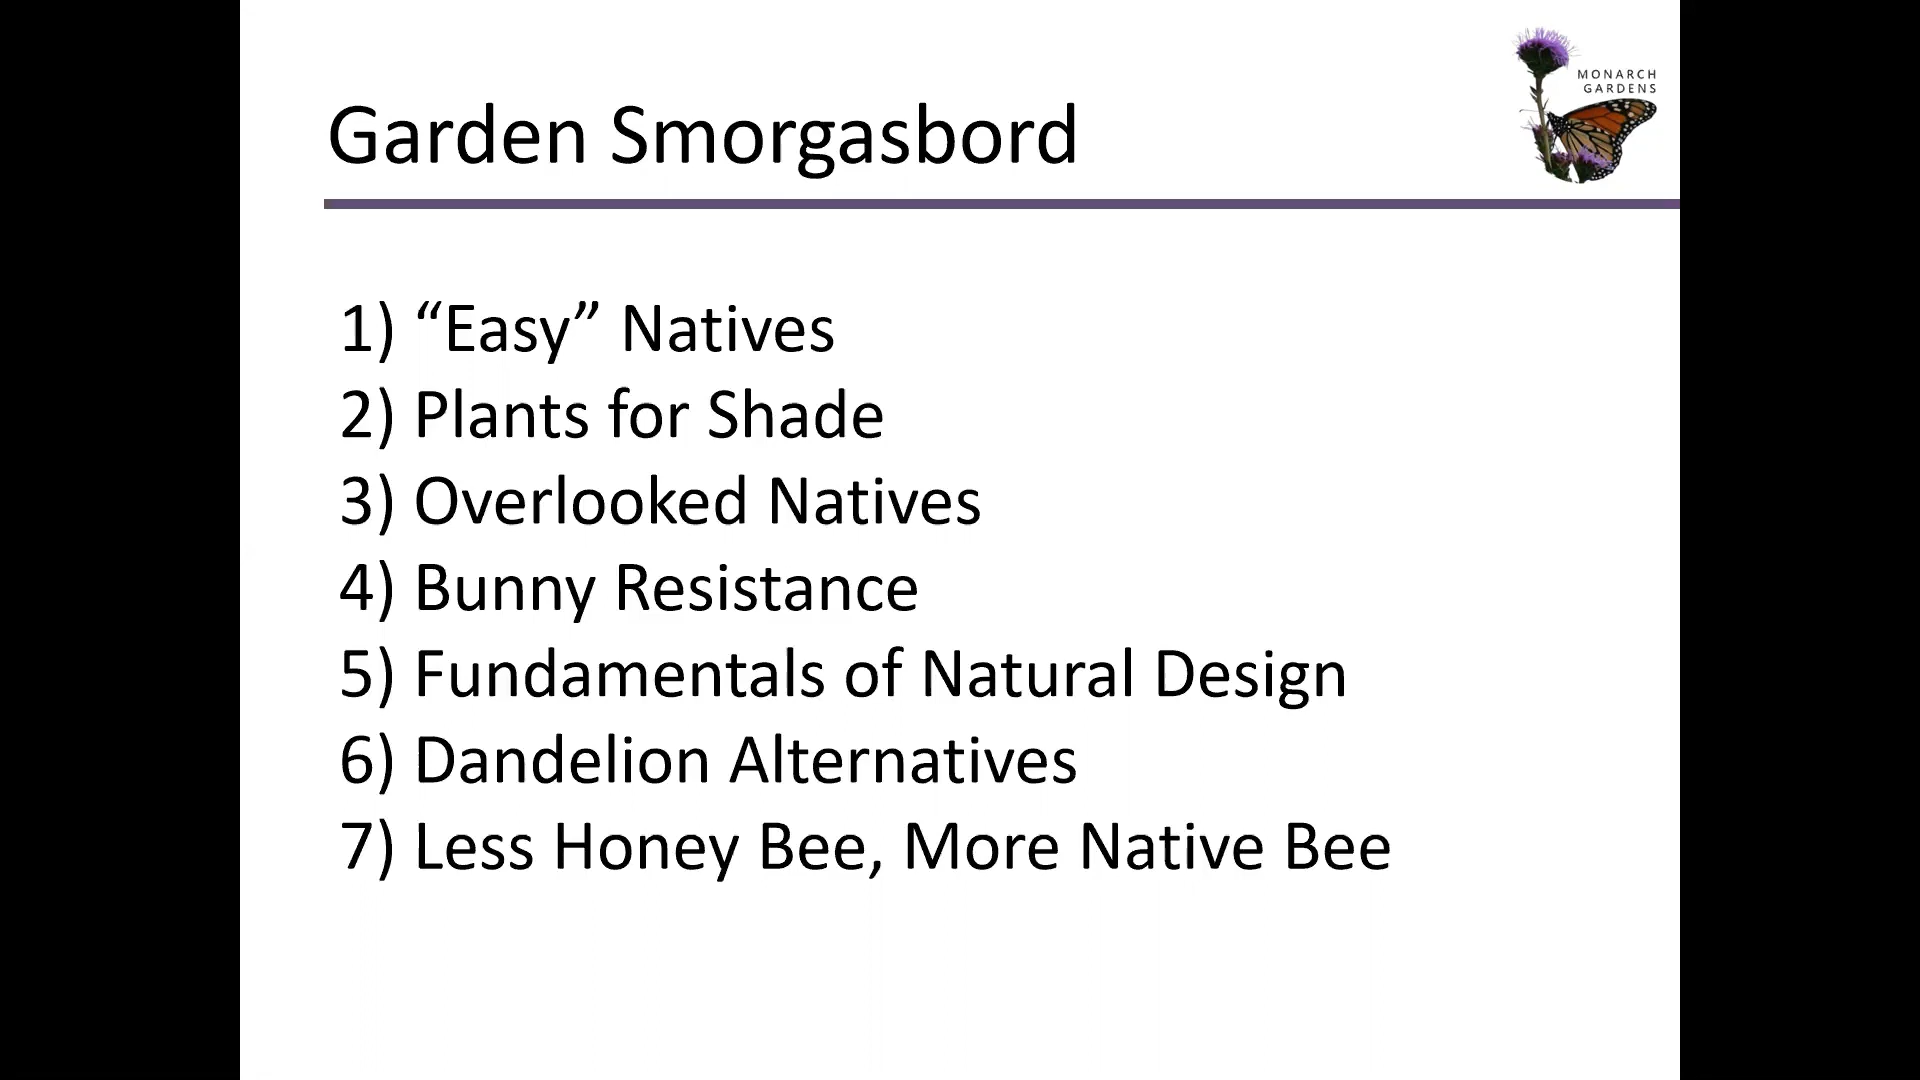 MONARCH
GARDENS
Garden Smorgasbord
1) “Easy” Natives
2) Plants for Shade
3) Overlooked Natives
4) Bunny Resistance
5) Fundamentals of Natural Design
6) Dandelion Alternatives
7) Less Honey Bee, More Native Bee